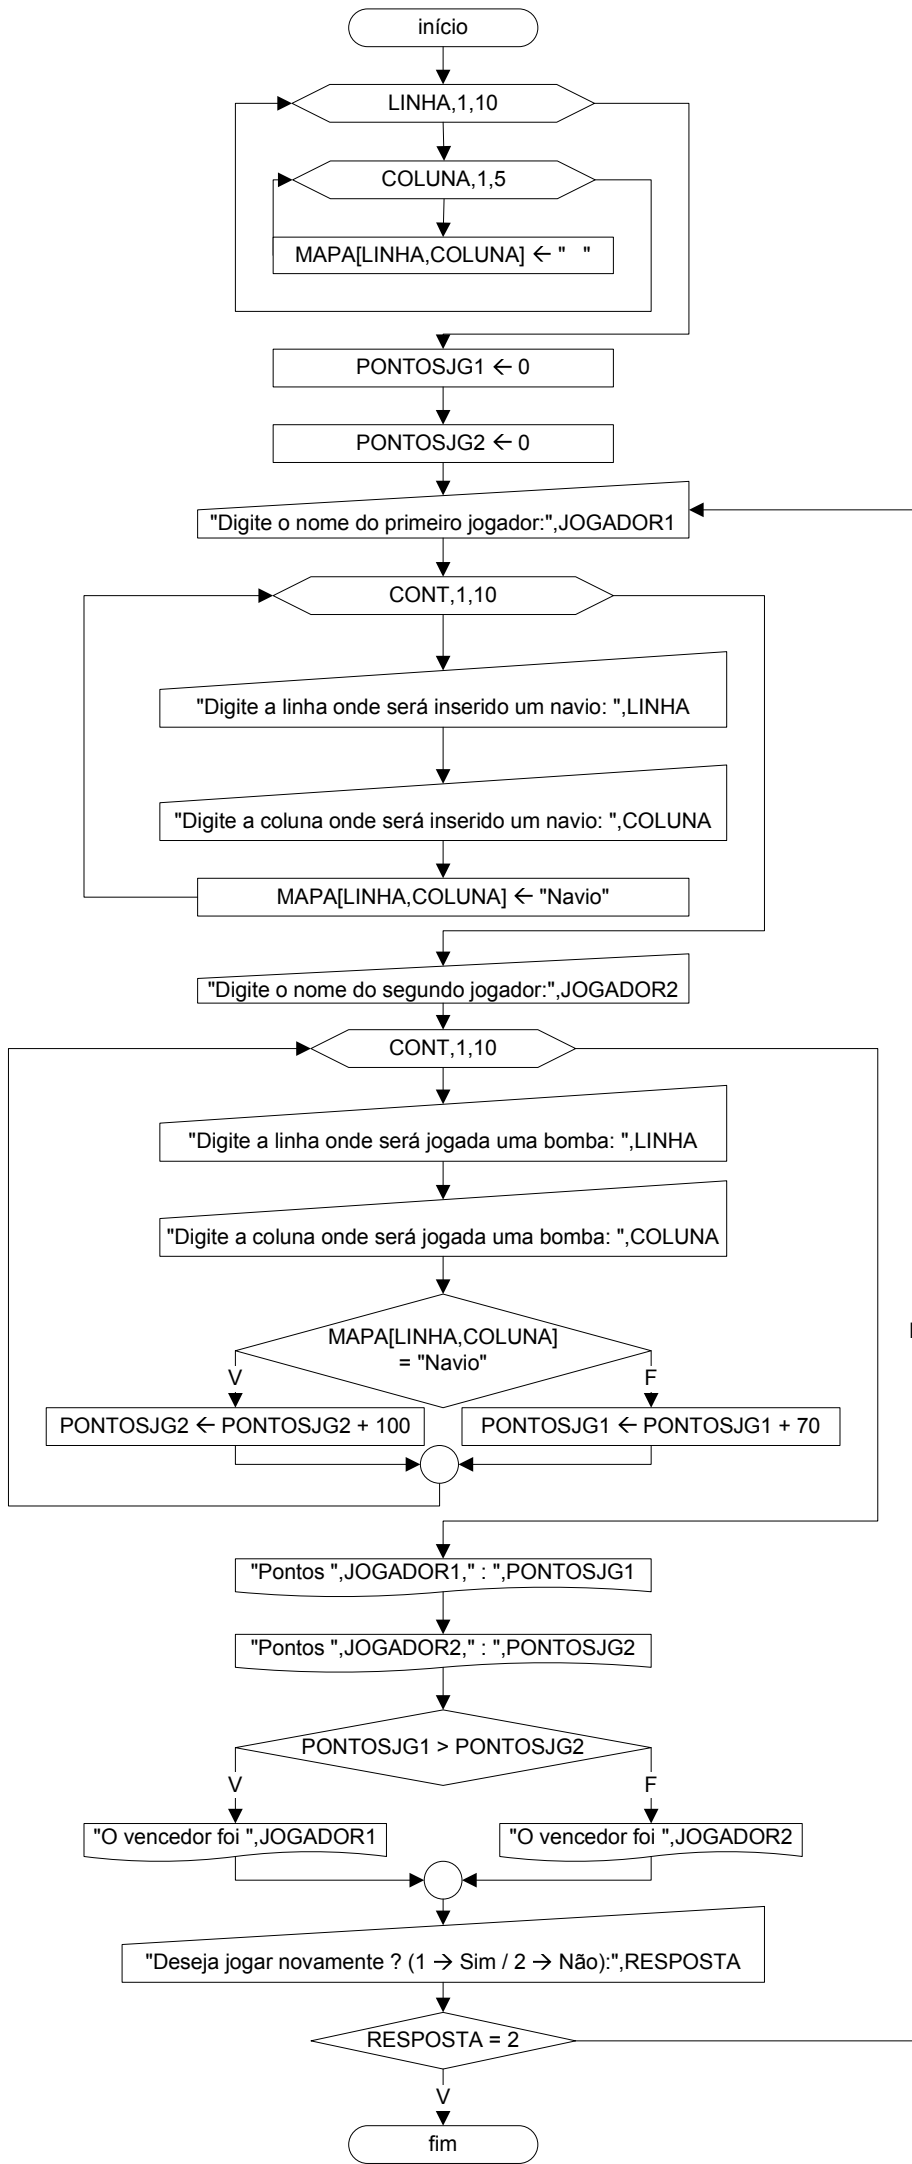 início
LINHA,1,10
COLUNA,1,5
MAPA[LINHA,COLUNA] ← "   "
PONTOSJG1 ← 0
PONTOSJG2 ← 0
"Digite o nome do primeiro jogador:",JOGADOR1
CONT,1,10
"Digite a linha onde será inserido um navio: ",LINHA
"Digite a coluna onde será inserido um navio: ",COLUNA
MAPA[LINHA,COLUNA] ← "Navio"
"Digite o nome do segundo jogador:",JOGADOR2
CONT,1,10
"Digite a linha onde será jogada uma bomba: ",LINHA
"Digite a coluna onde será jogada uma bomba: ",COLUNA
MAPA[LINHA,COLUNA]
= "Navio"
V
F
PONTOSJG2 ← PONTOSJG2 + 100
PONTOSJG1 ← PONTOSJG1 + 70
"Pontos ",JOGADOR1," : ",PONTOSJG1
"Pontos ",JOGADOR2," : ",PONTOSJG2
PONTOSJG1 > PONTOSJG2
V
F
"O vencedor foi ",JOGADOR1
"O vencedor foi ",JOGADOR2
"Deseja jogar novamente ? (1 → Sim / 2 → Não):",RESPOSTA
RESPOSTA = 2
V
fim